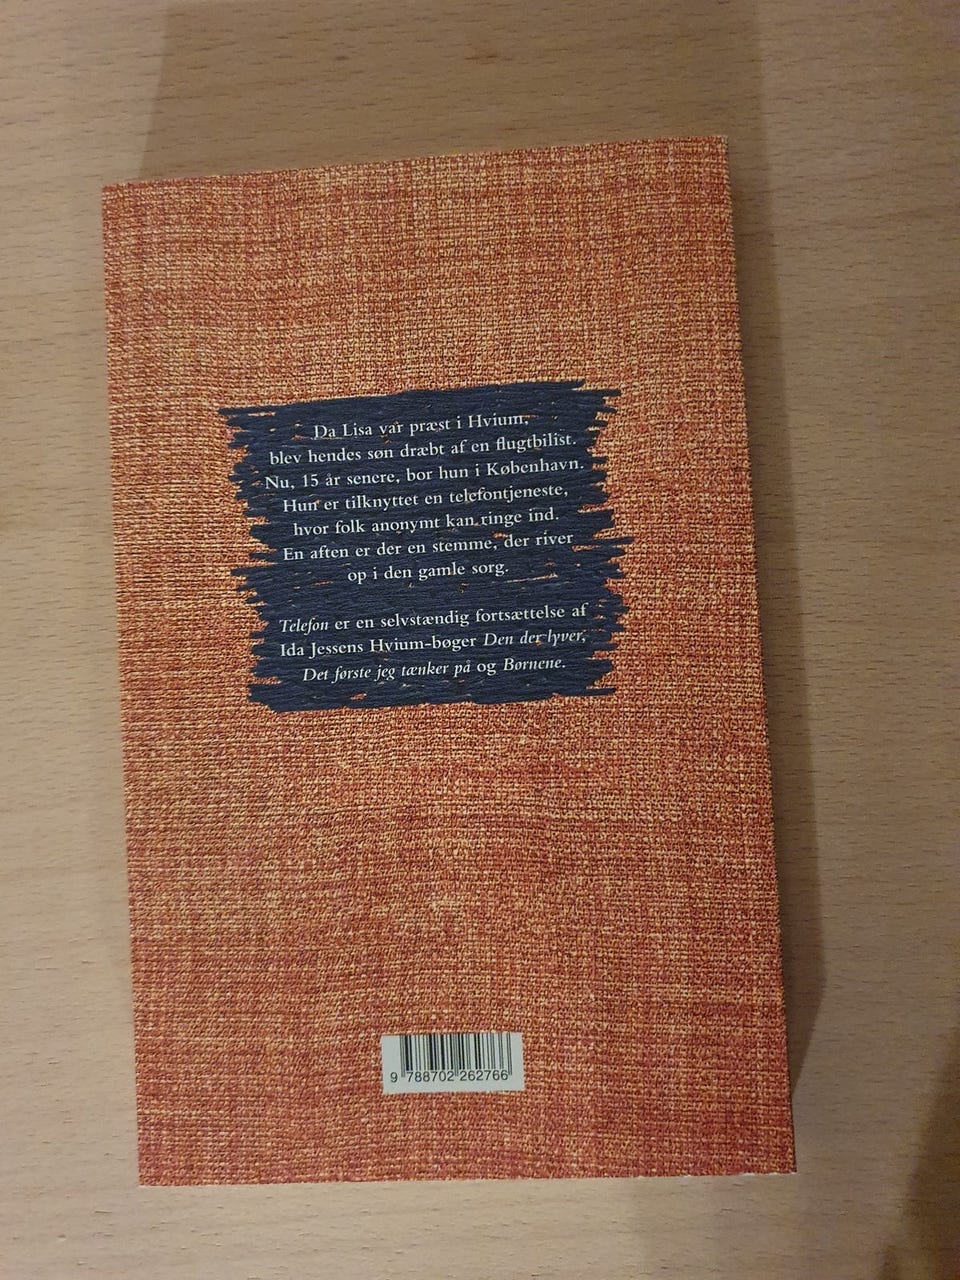 Da Lisa var præst i Hvium,
blev hendes søn dræbt af en flugtbilist.
Nu, 15 år senere, bor hun i København.
Hun er tilknyttet en telefontjeneste,
hvor folk anonymt kan ringe ind.
En aften er der en stemme, der river
op i den gamle sorg.
Telefon er en selvstændig fortsættelse af
Ida Jessens Hvium-bøger Den der lyver,
Det første jeg tænker på og Børnene.
9 788702 262766